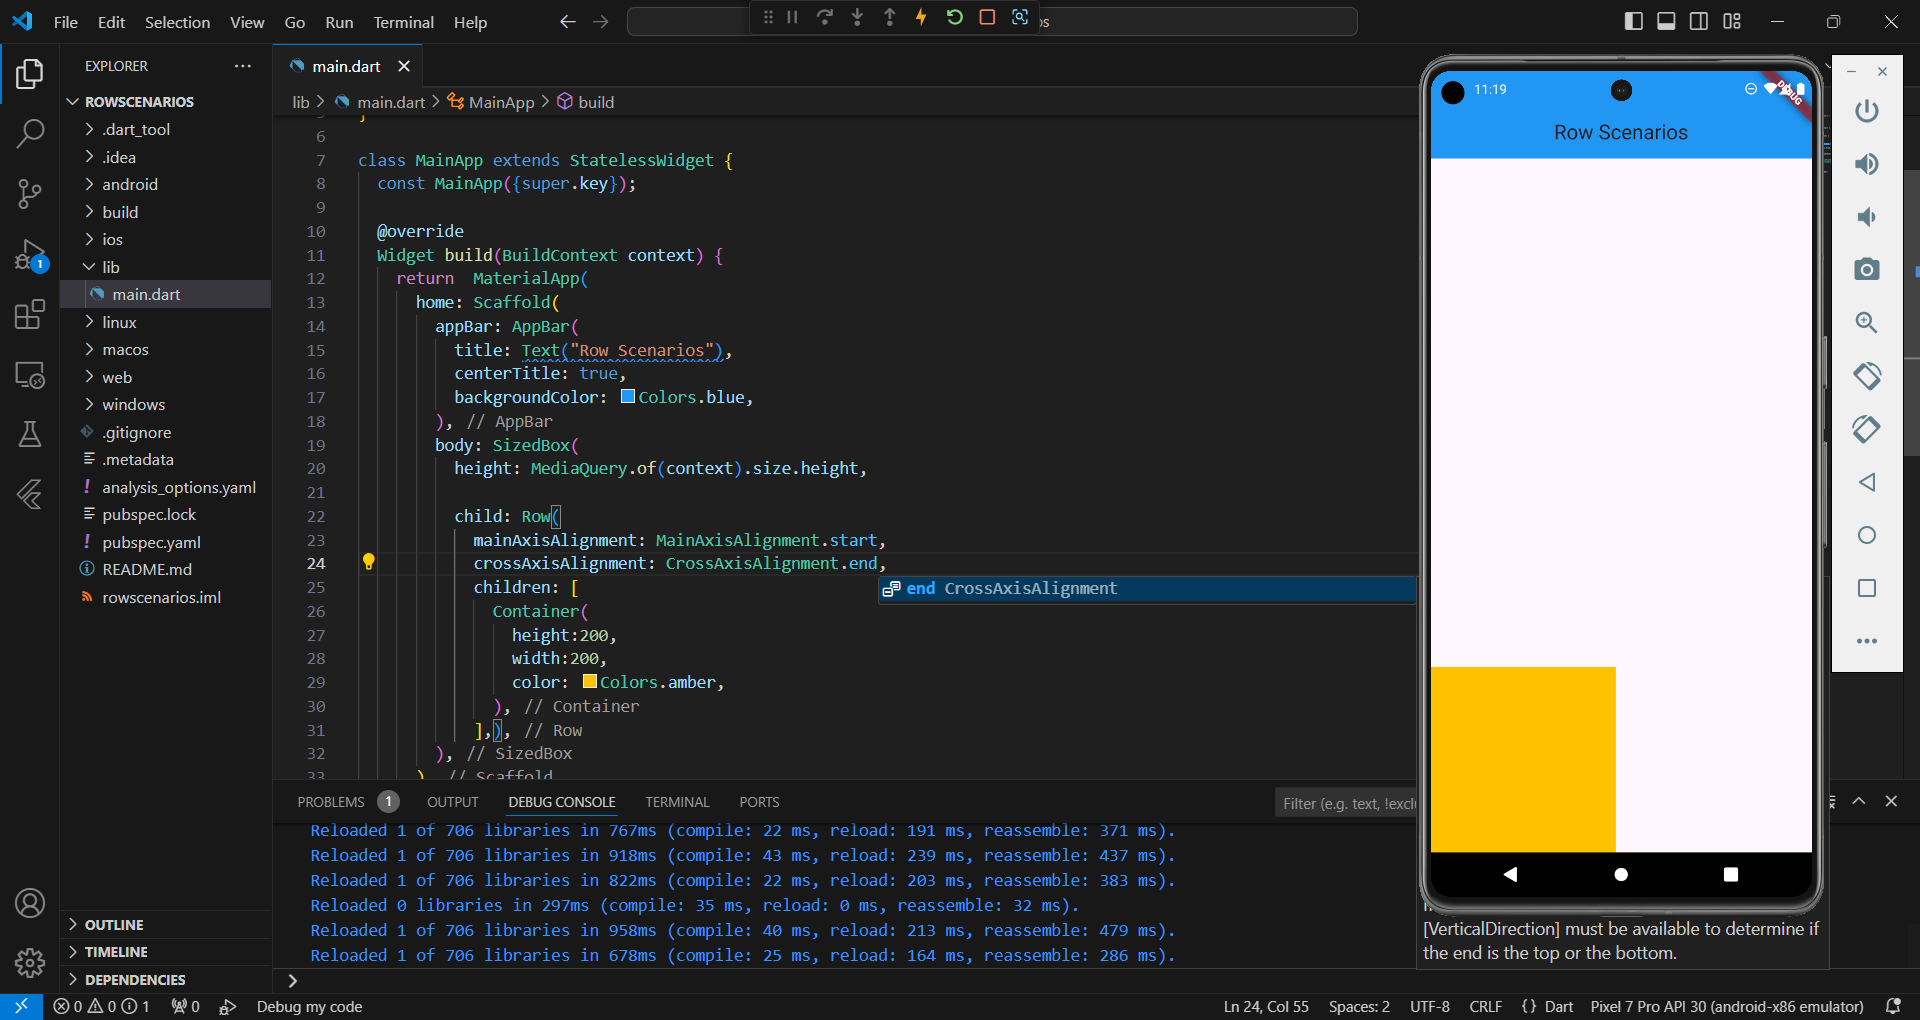 File Edit Selection View Go Run Terminal Help
EXPLORER
main.dart
ROWSCENARIOS
.dart_tool
.idea
android
build
ios
lib
main.dart
linux
macos
web
windows
.gitignore
.metadata
analysis_options.yaml
pubspec.lock
pubspec.yaml
README.md
rowscenarios.iml
OUTLINE
TIMELINE
DEPENDENCIES
1
lib > main.dart > MainApp > build
6
7 class MainApp extends StatelessWidget {
8 const MainApp({super.key});
9
10 @override
11 Widget build(BuildContext context) {
12 return MaterialApp(
13 home: Scaffold(
14 appBar: AppBar(
15 title: Text("Row Scenarios"),
16 centerTitle: true,
17 backgroundColor: Colors.blue,
18 ), // AppBar
19 body: SizedBox(
20 height: MediaQuery.of(context).size.height,
21
22 child: Row(
23 mainAxisAlignment: MainAxisAlignment.start,
24 crossAxisAlignment: CrossAxisAlignment.end,
25 children: [
end CrossAxisAlignment
26 Container(
27 height:200,
28 width:200,
29 color: Colors.amber,
30 ), // Container
31 ],), // Row
32 ), // SizedBox
33 ) // Scaffold
PROBLEMS 1 OUTPUT DEBUG CONSOLE TERMINAL PORTS
Filter (e.g. text, !excl
Reloaded 1 of 706 libraries in 767ms (compile: 22 ms, reload: 191 ms, reassemble: 371 ms).
Reloaded 1 of 706 libraries in 918ms (compile: 43 ms, reload: 239 ms, reassemble: 437 ms).
Reloaded 1 of 706 libraries in 822ms (compile: 22 ms, reload: 203 ms, reassemble: 383 ms).
Reloaded 0 libraries in 297ms (compile: 35 ms, reload: 0 ms, reassemble: 32 ms).
Reloaded 1 of 706 libraries in 958ms (compile: 40 ms, reload: 213 ms, reassemble: 479 ms).
Reloaded 1 of 706 libraries in 678ms (compile: 25 ms, reload: 164 ms, reassemble: 286 ms).
11:19
DEBUG
Row Scenarios
[VerticalDirection] must be available to determine if
the end is the top or the bottom.
0 0 1 0 Debug my code
Ln 24, Col 55 Spaces: 2 UTF-8 CRLF {} Dart Pixel 7 Pro API 30 (android-x86 emulator)